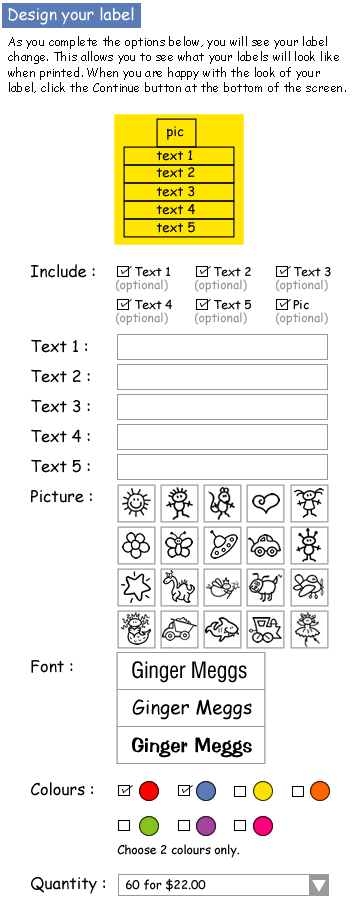 Design your label
As you complete the options below, you will see your label
change. This allows you to see what your labels will look like
when printed. When you are happy with the look of your
label, click the Continue button at the bottom of the screen.
pic
text 1
text 2
text 3
text 4
text 5
Include : Text 1 Text 2 Text 3
(optional) (optional) (optional)
Text 4 Text 5 Pic
(optional) (optional) (optional)
Text 1 :
Text 2 :
Text 3 :
Text 4 :
Text 5 :
Picture :
Font : Ginger Meggs
Ginger Meggs
Ginger Meggs
Colours :
Choose 2 colours only.
Quantity : 60 for $22.00